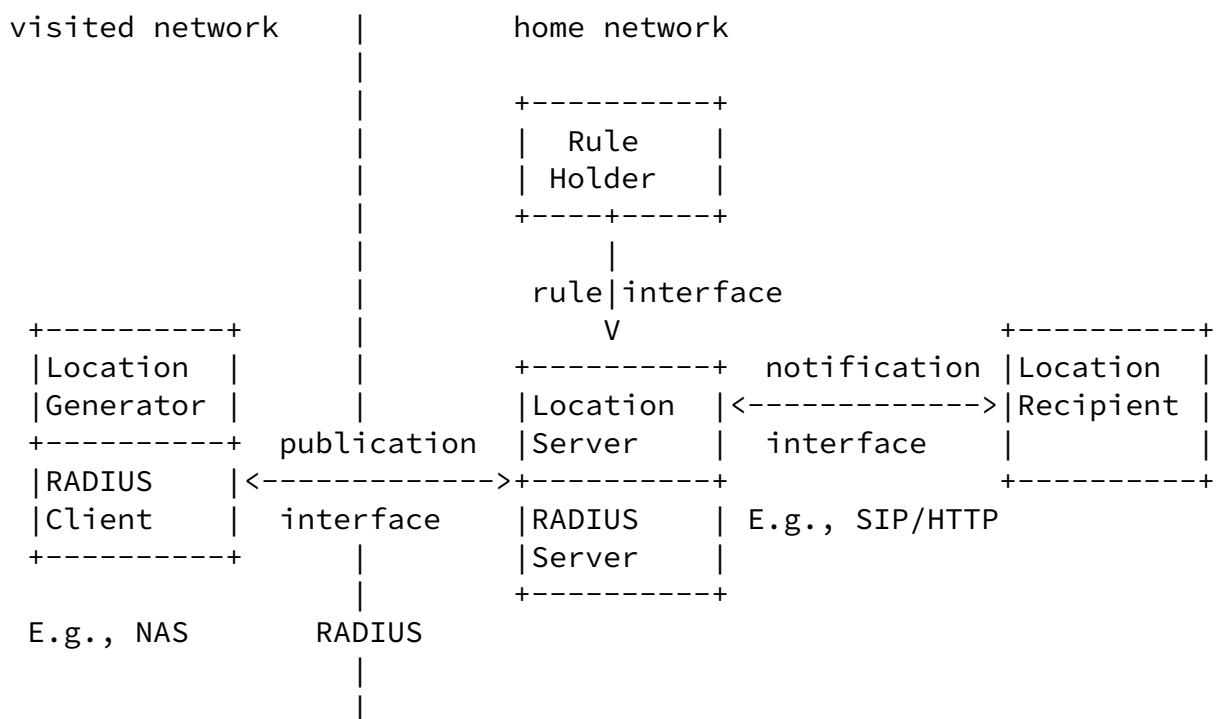 visited network | home network
|
| +----------+
| | Rule |
| | Holder |
| +----+-----+
| |
| rule|interface
+----------+ | V +----------+
|Location | | +----------+ notification |Location |
|Generator | | |Location |<------------->|Recipient |
+----------+ publication |Server | interface | |
|RADIUS |<------------->+----------+ +----------+
|Client | interface |RADIUS | E.g., SIP/HTTP
+----------+ | |Server |
| +----------+
E.g., NAS RADIUS
|
|